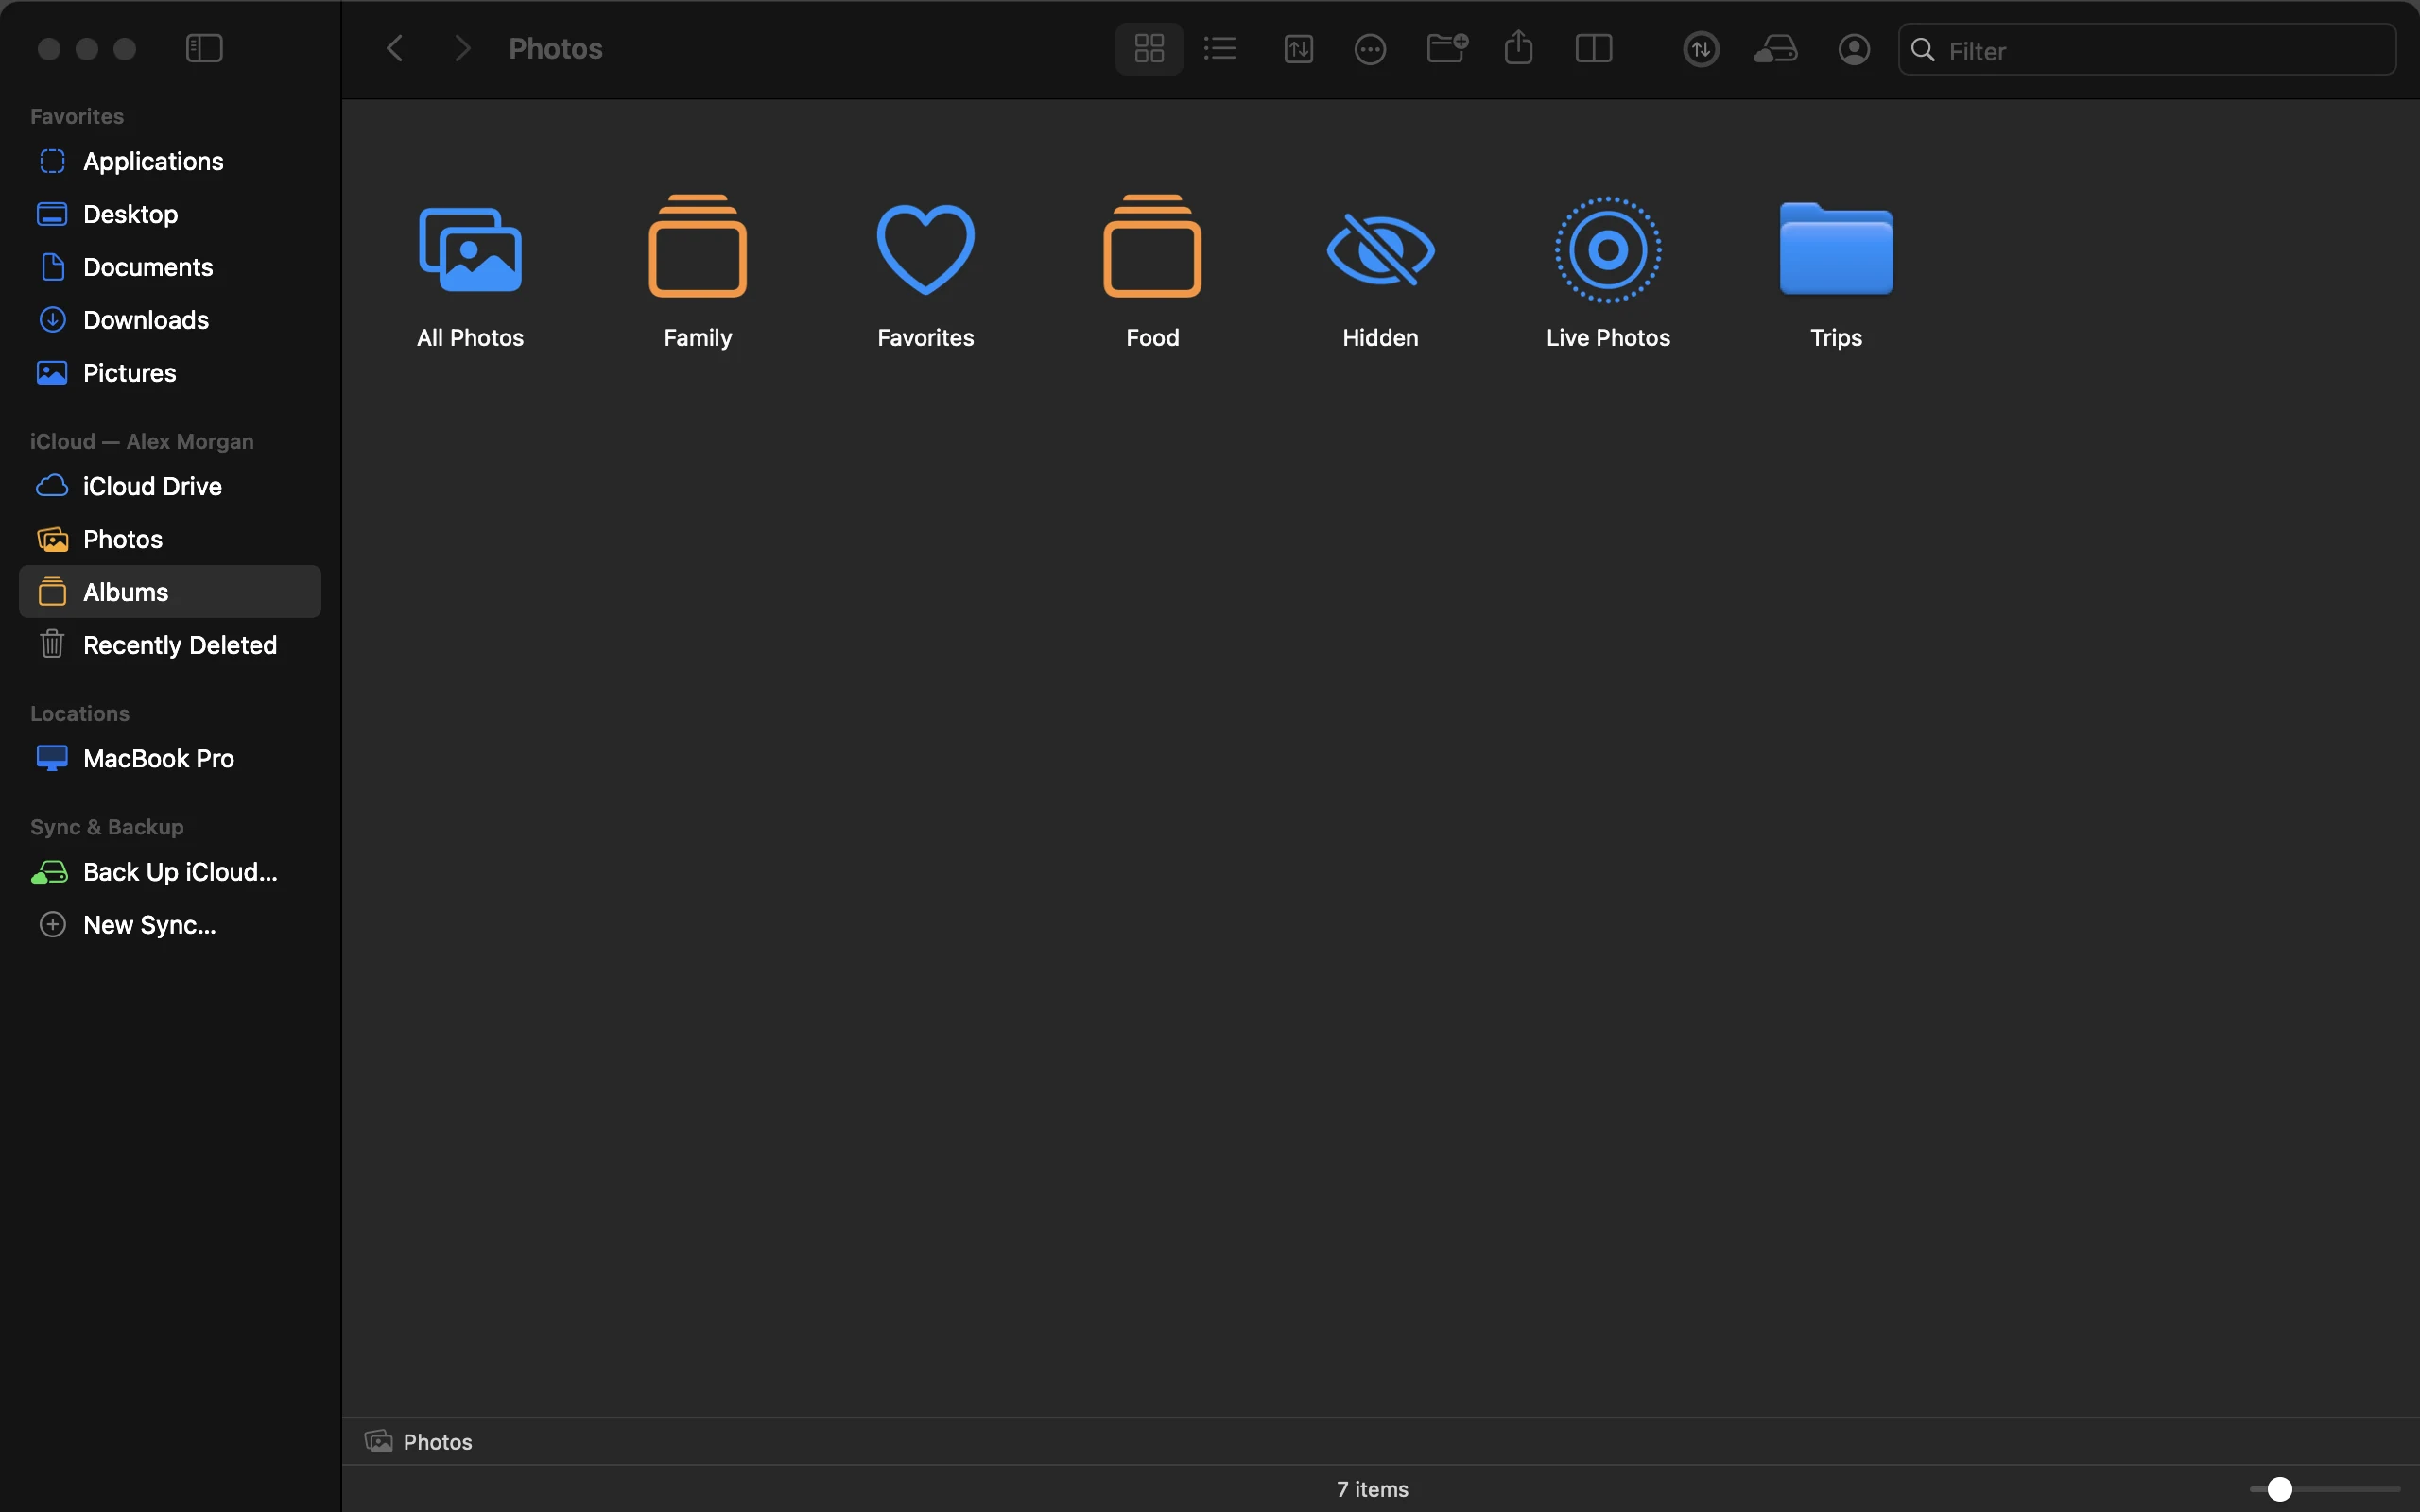 Photos
Filter
Favorites
Applications
Desktop
Documents
Downloads
Pictures
iCloud — Alex Morgan
iCloud Drive
Photos
Albums
Recently Deleted
Locations
MacBook Pro
Sync & Backup
Back Up iCloud...
New Sync...
All Photos
Family
Favorites
Food
Hidden
Live Photos
Trips
Photos
7 items